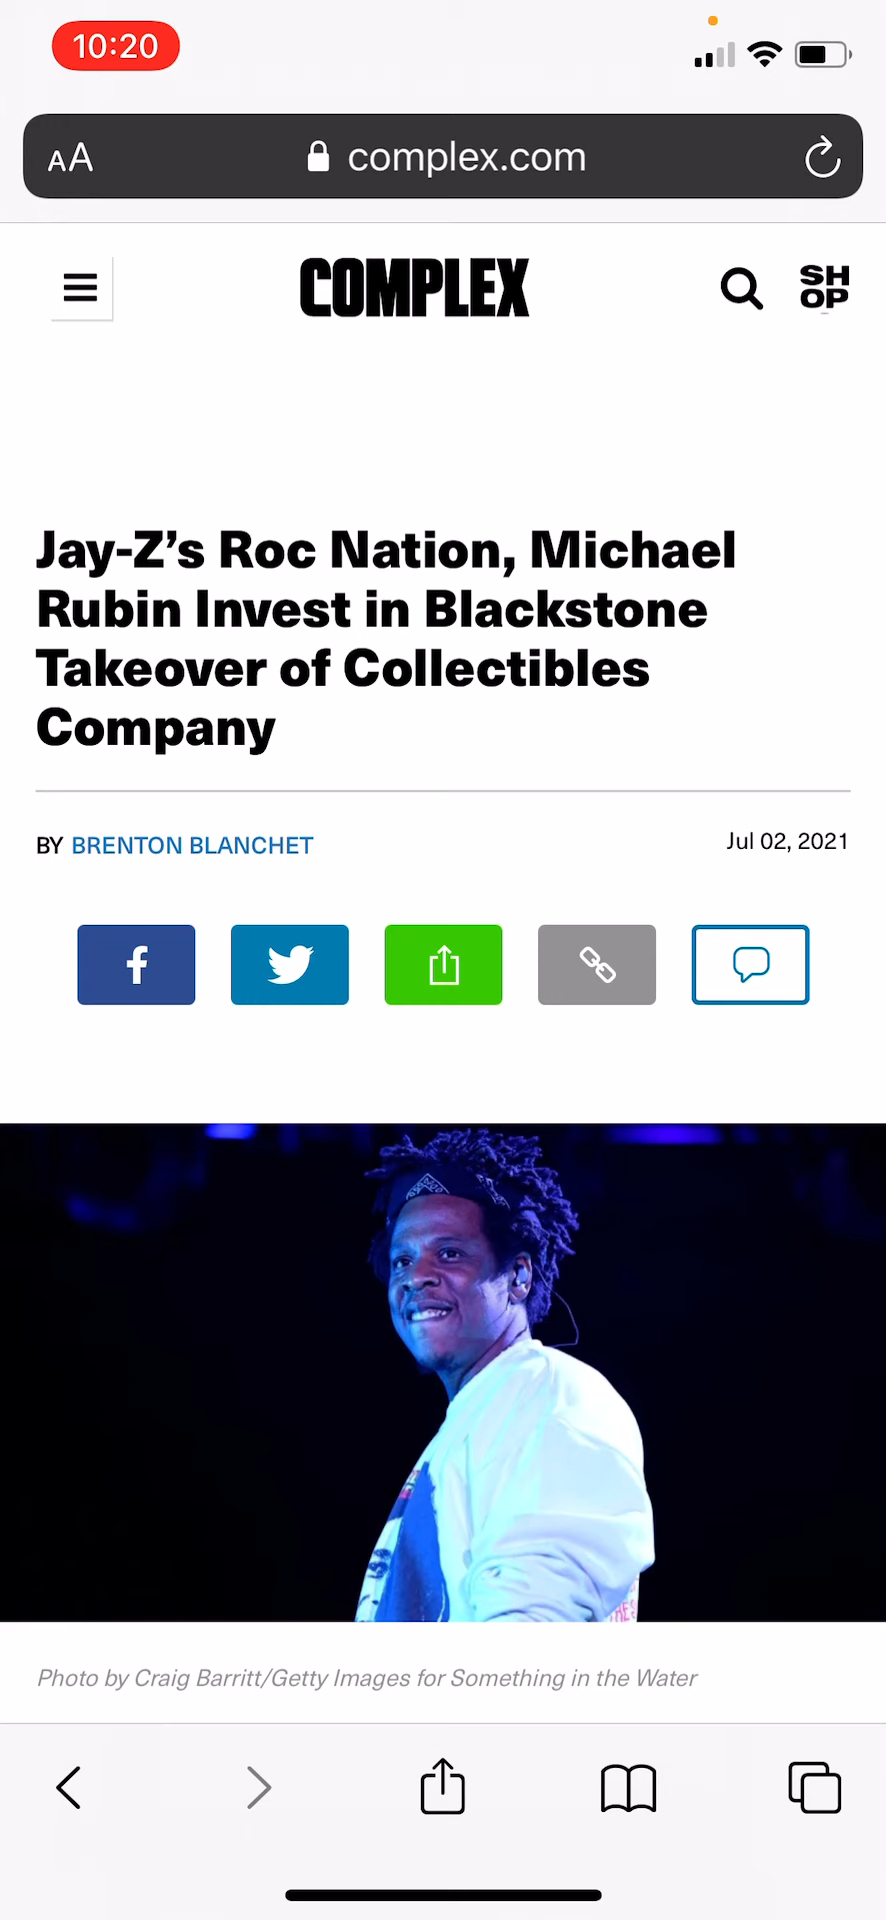 10:20
AA complex.com
COMPLEX
SH
OP
Jay-Z’s Roc Nation, Michael
Rubin Invest in Blackstone
Takeover of Collectibles
Company
BY BRENTON BLANCHET
Jul 02, 2021
Photo by Craig Barritt/Getty Images for Something in the Water